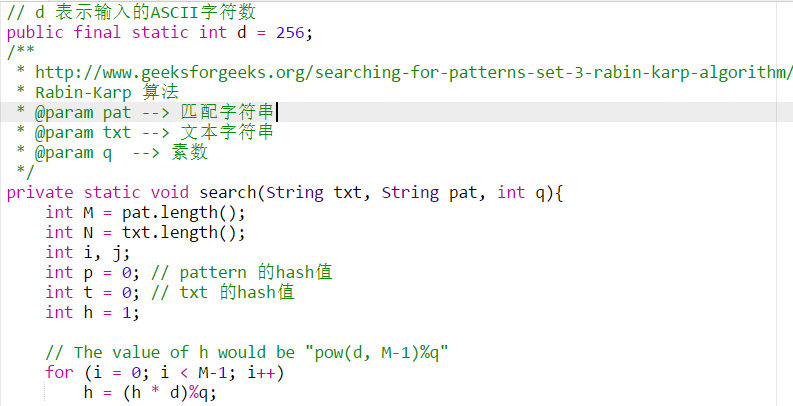 // d 表示输入的ASCII字符数
public final static int d = 256;
/**
 * http://www.geeksforgeeks.org/searching-for-patterns-set-3-rabin-karp-algorithm/
 * Rabin-Karp 算法
 * @param pat --> 匹配字符串
 * @param txt --> 文本字符串
 * @param q  --> 素数
 */
private static void search(String txt, String pat, int q){
    int M = pat.length();
    int N = txt.length();
    int i, j;
    int p = 0; // pattern 的hash值
    int t = 0; // txt 的hash值
    int h = 1;

    // The value of h would be "pow(d, M-1)%q"
    for (i = 0; i < M-1; i++)
        h = (h * d)%q;